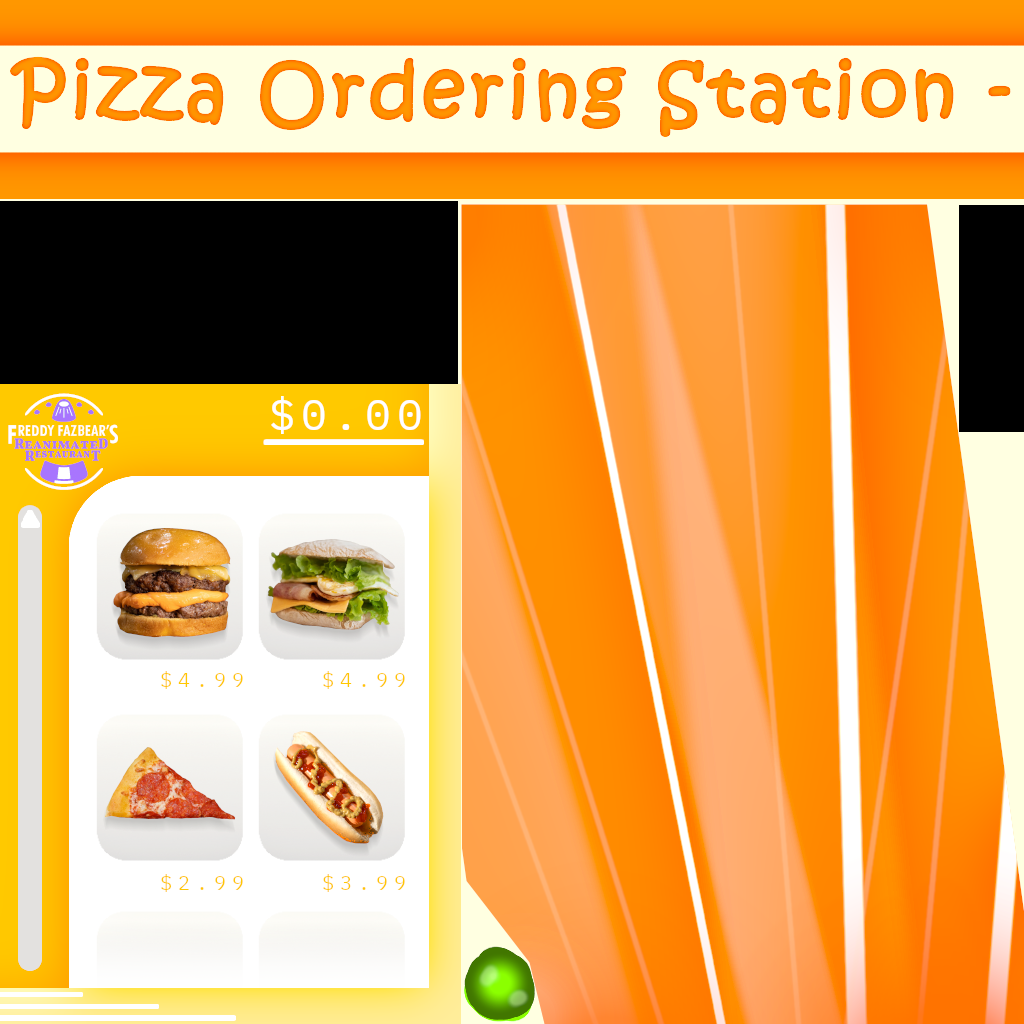 Pizza Ordering Station -
$0.00
FREDDY FAZBEAR'S
REANIMATED
RESTAURANT
$4.99 $4.99
$2.99 $3.99